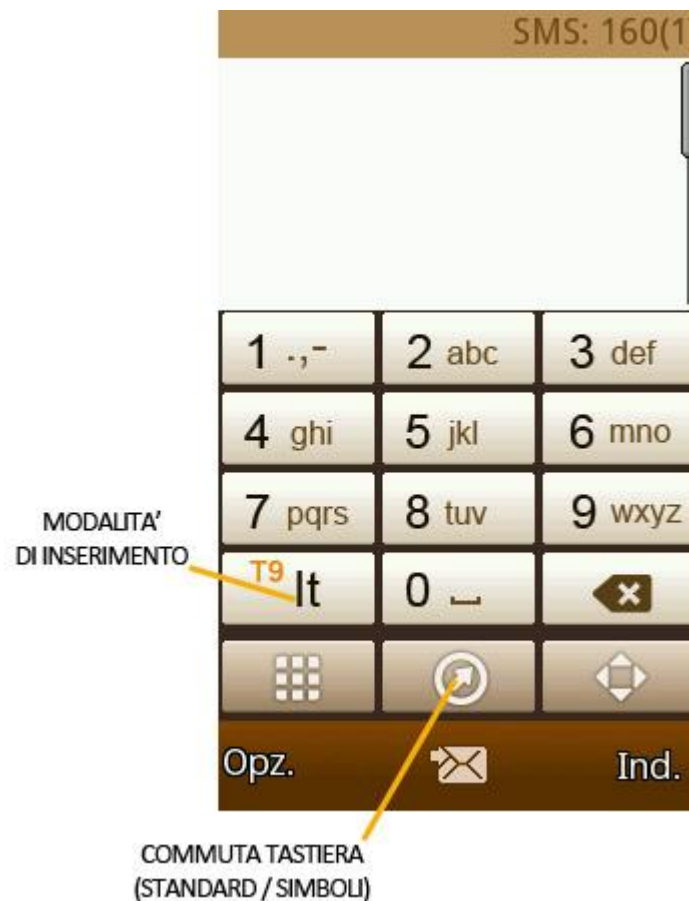 SMS: 160(1
1 .,-
2 abc
3 def
4 ghi
5 jkl
6 mno
7 pqrs
8 tuv
9 wxyz
MODALITA'
DI INSERIMENTO
T9 It
0
Opz.
Ind.
COMMUTA TASTIERA
(STANDARD / SIMBOLI)